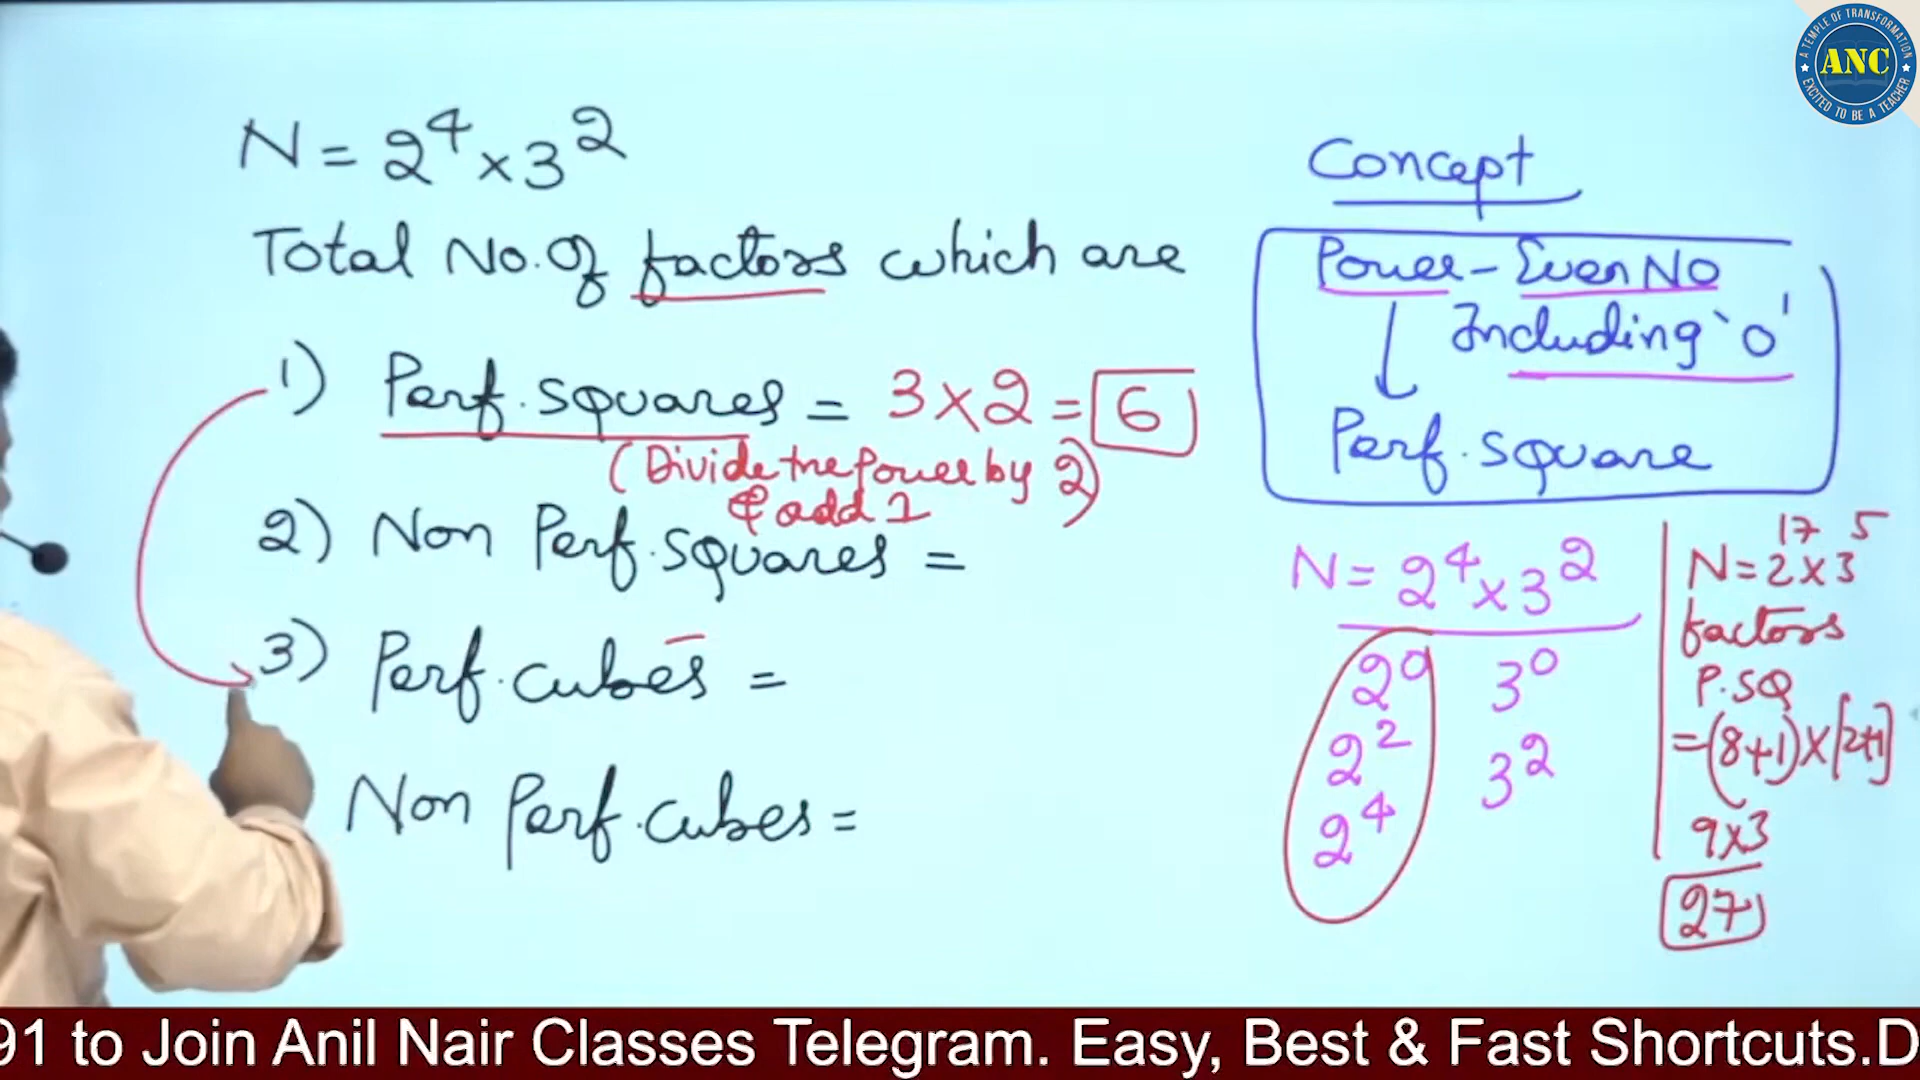 N = 2⁴ × 3²
Total No. Of factors which are
1) Perf. squares = 3 × 2 = 6
(Divide the Power by 2)
& add 1
2) Non Perf. squares =
3) Perf. cubes =
Non Perf. cubes =
Concept
Power - Even No
Including '0'
Perf. square
N = 2⁴ × 3²
2⁰ 3⁰
2² 3²
2⁴
N = 2¹⁷ × 3⁵
factors
P. SQ
= (8+1) × [2+1]
9 × 3
27
A TEMPLE OF TRANSFORMATION
ANC
EXCITED TO BE A TEACHER
91 to Join Anil Nair Classes Telegram. Easy, Best & Fast Shortcuts.D